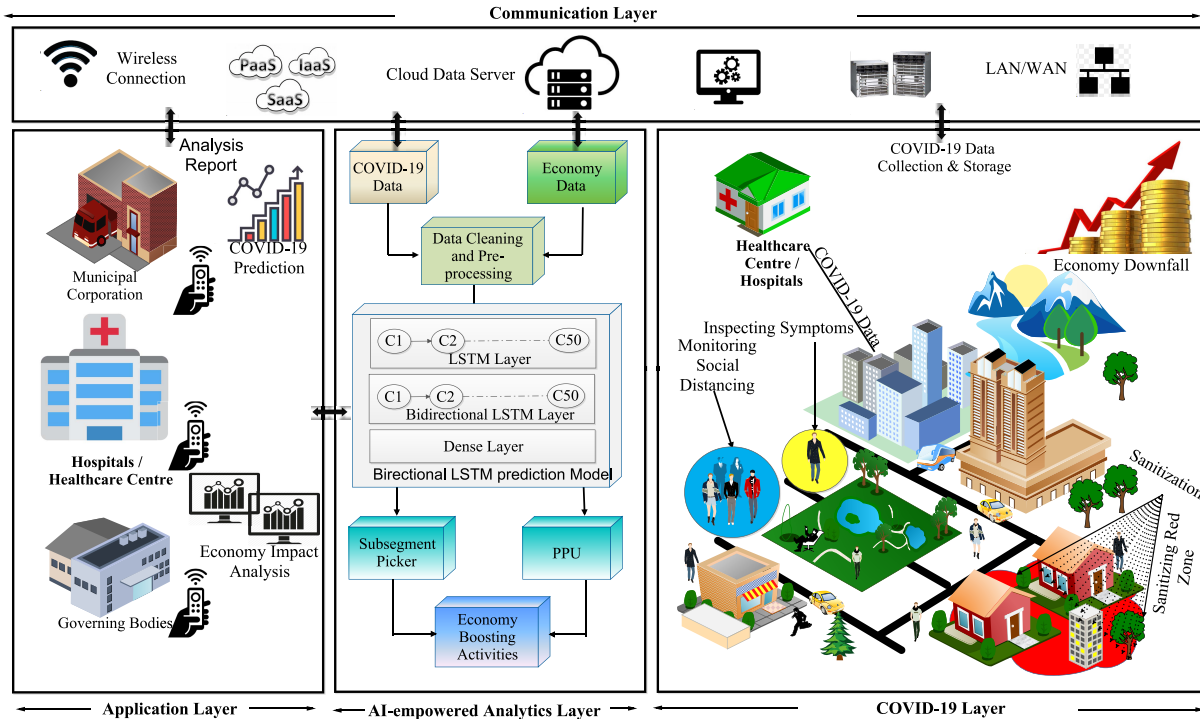 Communication Layer
Wireless
Connection
PaaS
IaaS
SaaS
Cloud Data Server
LAN/WAN
Analysis
Report
COVID-19
Prediction
Municipal
Corporation
Hospitals /
Healthcare Centre
Economy Impact
Analysis
Governing Bodies
Application Layer
COVID-19
Data
Economy
Data
Data Cleaning
and Pre-
processing
C1
C2
C50
LSTM Layer
C1
C2
C50
Bidirectional LSTM Layer
Dense Layer
Birectional LSTM prediction Model
Subsegment
Picker
PPU
Economy
Boosting
Activities
AI-empowered Analytics Layer
COVID-19 Data
Collection & Storage
Healthcare
Centre /
Hospitals
COVID-19 Data
Economy Downfall
Inspecting Symptoms
Monitoring
Social
Distancing
Sanitization
Sanitizing Red
Zone
COVID-19 Layer